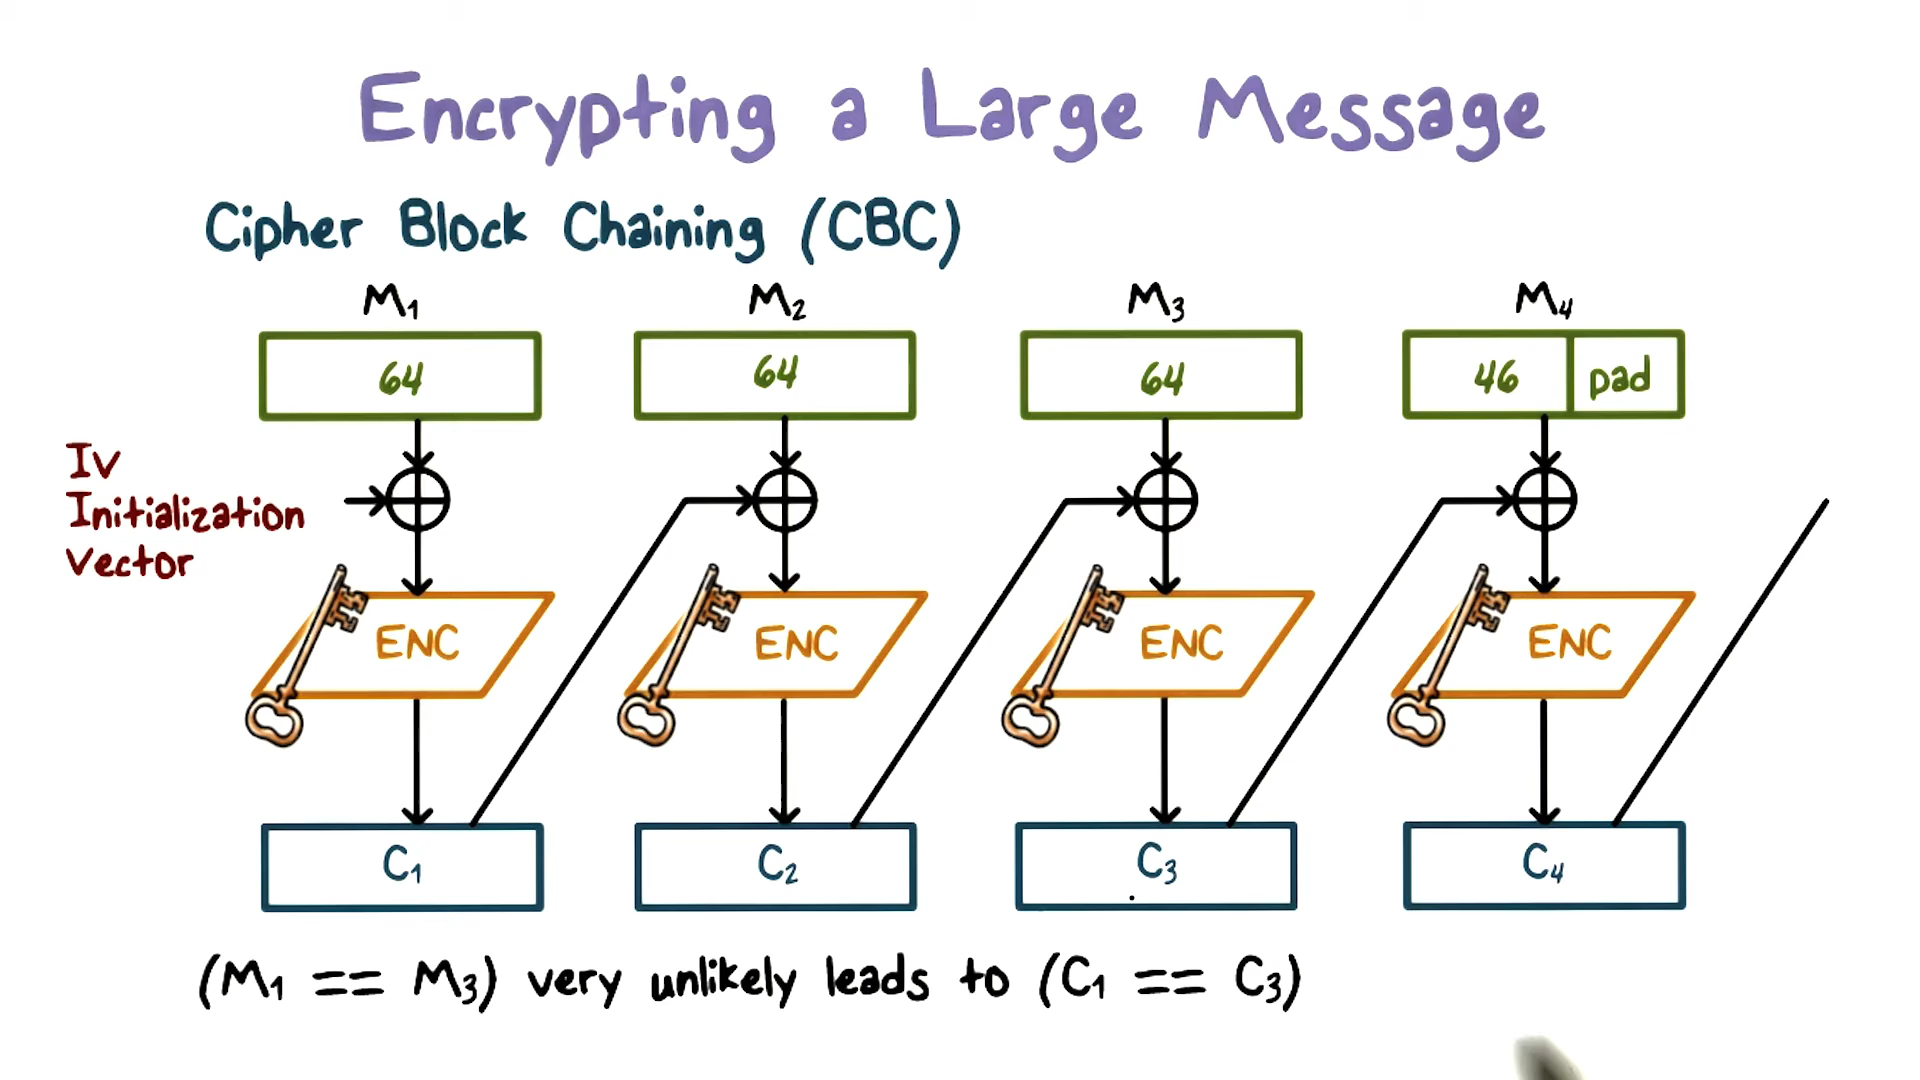 Encrypting a Large Message
Cipher Block Chaining (CBC)
M1 M2 M3 M4
64 64 64 46 pad
IV
Initialization
Vector
ENC ENC ENC ENC
C1 C2 C3 C4
(M1 == M3) very unlikely leads to (C1 == C3)